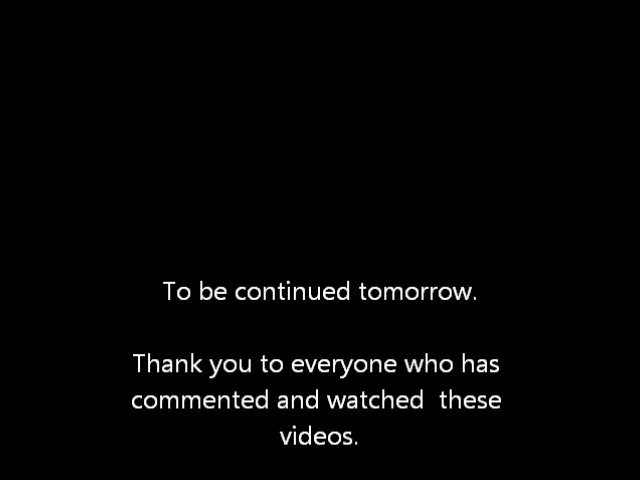 To be continued tomorrow.
Thank you to everyone who has
commented and watched  these
videos.